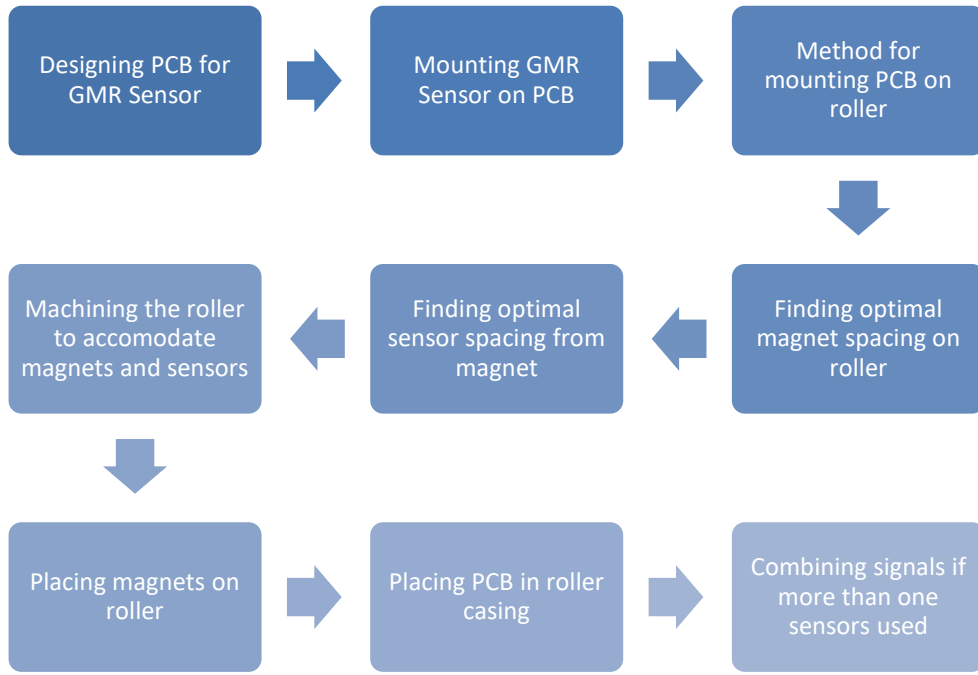 Designing PCB for
GMR Sensor
Mounting GMR
Sensor on PCB
Method for
mounting PCB on
roller
Finding optimal
magnet spacing on
roller
Finding optimal
sensor spacing from
magnet
Machining the roller
to accomodate
magnets and sensors
Placing magnets on
roller
Placing PCB in roller
casing
Combining signals if
more than one
sensors used